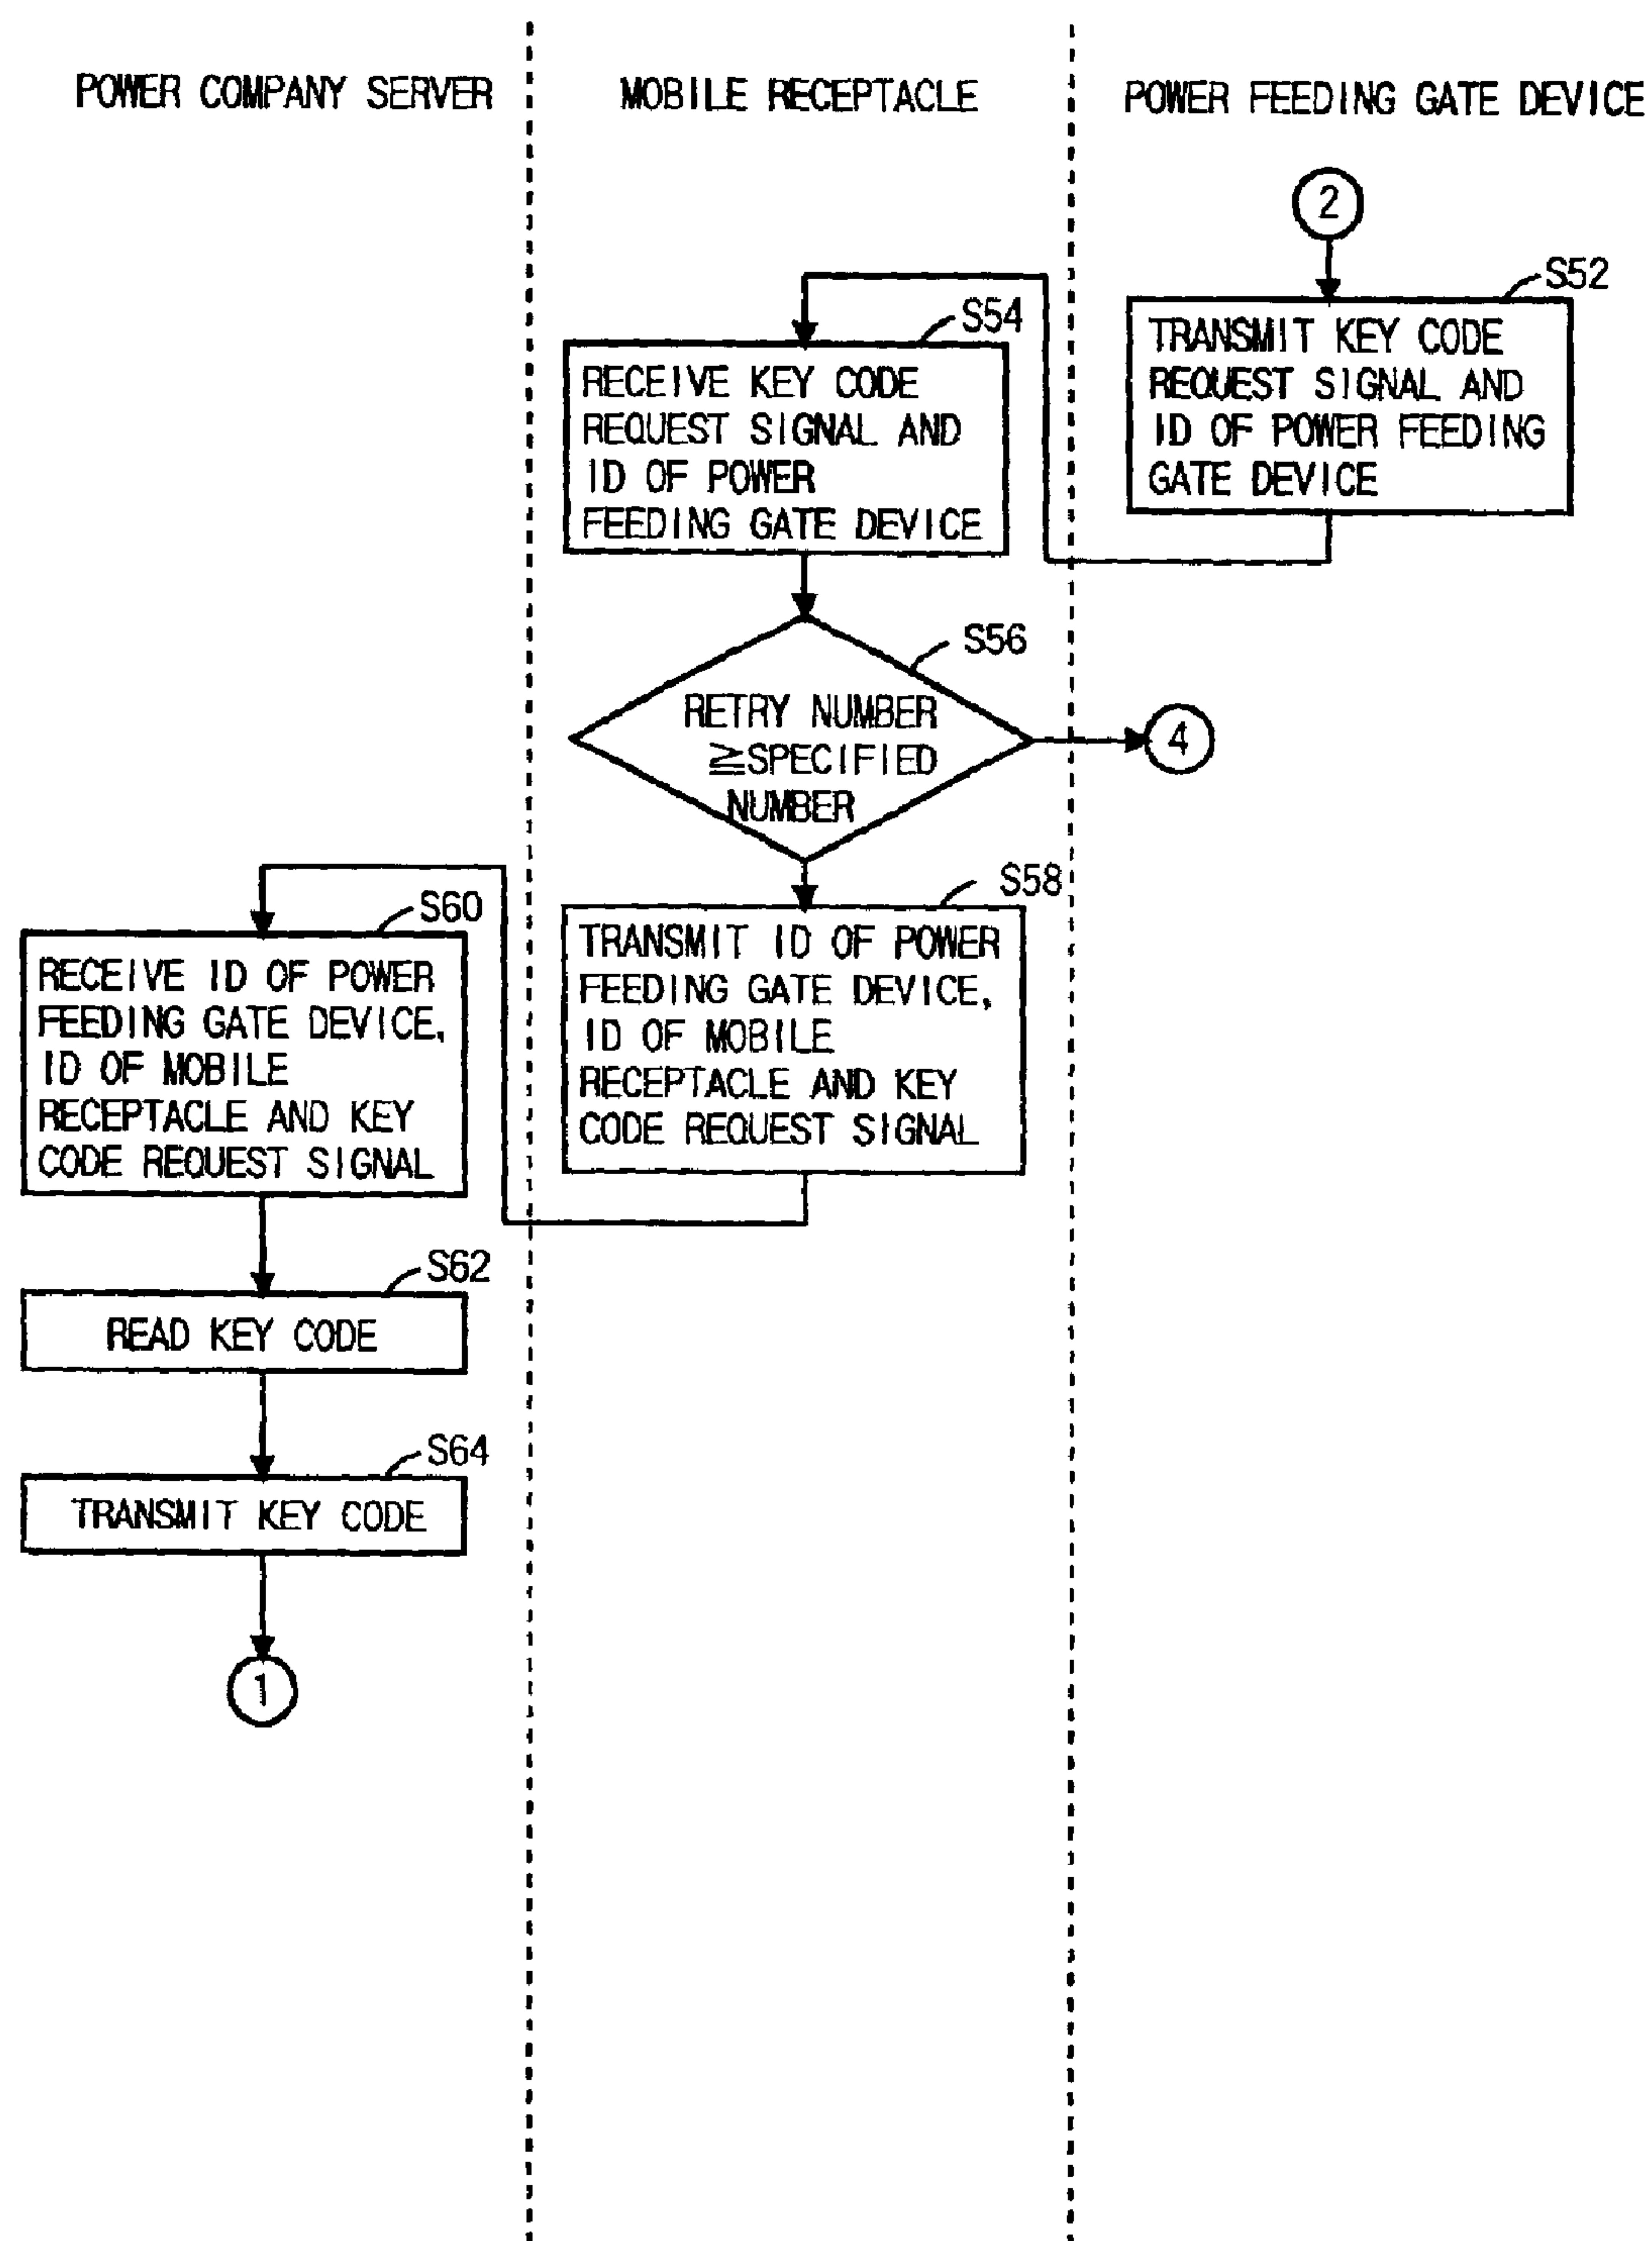 POWER COMPANY SERVER
MOBILE RECEPTACLE
POWER FEEDING GATE DEVICE
2
S52
TRANSMIT KEY CODE
REQUEST SIGNAL AND
ID OF POWER FEEDING
GATE DEVICE
S54
RECEIVE KEY CODE
REQUEST SIGNAL AND
ID OF POWER
FEEDING GATE DEVICE
S56
RETRY NUMBER
≧SPECIFIED
NUMBER
4
S58
TRANSMIT ID OF POWER
FEEDING GATE DEVICE,
ID OF MOBILE
RECEPTACLE AND KEY
CODE REQUEST SIGNAL
S60
RECEIVE ID OF POWER
FEEDING GATE DEVICE,
ID OF MOBILE
RECEPTACLE AND KEY
CODE REQUEST SIGNAL
S62
READ KEY CODE
S64
TRANSMIT KEY CODE
1